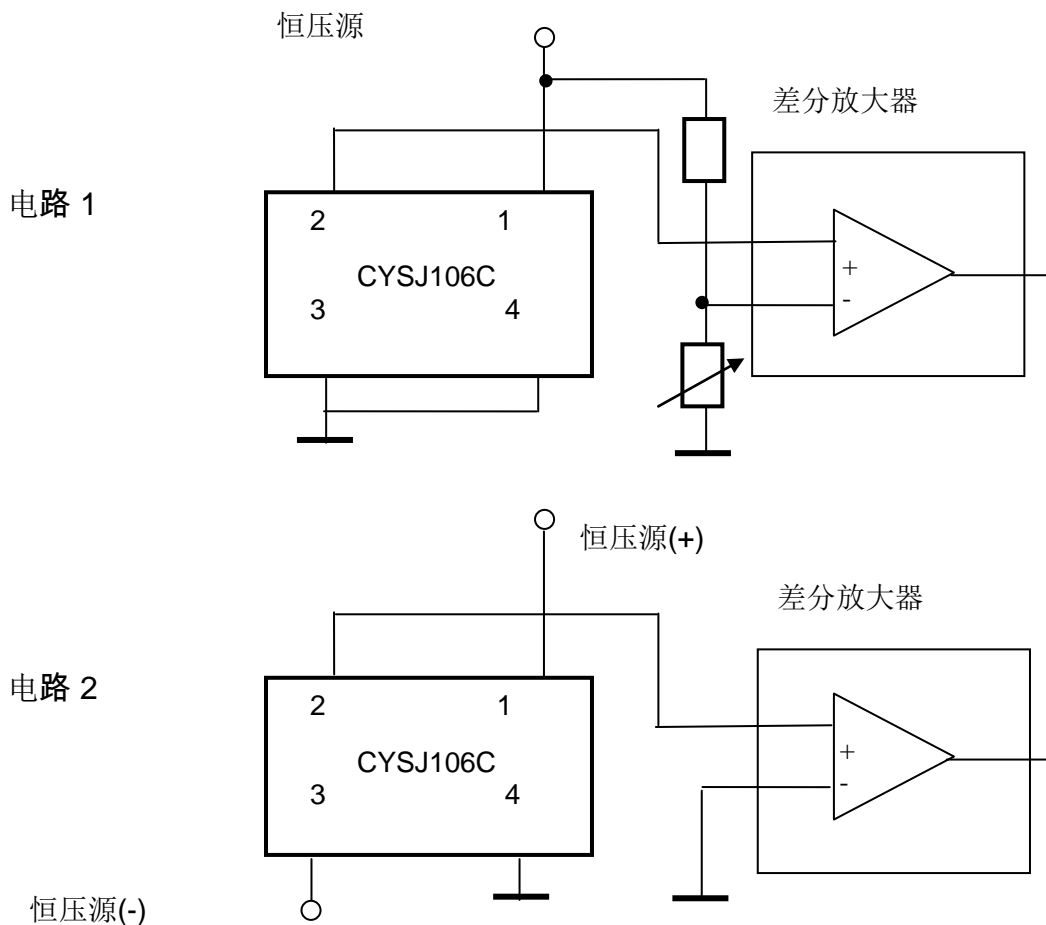 恒压源
差分放大器
电路 1
2 1
CYSJ106C
3 4
+
-
恒压源(+)
差分放大器
电路 2
2 1
CYSJ106C
3 4
+
-
恒压源(-)